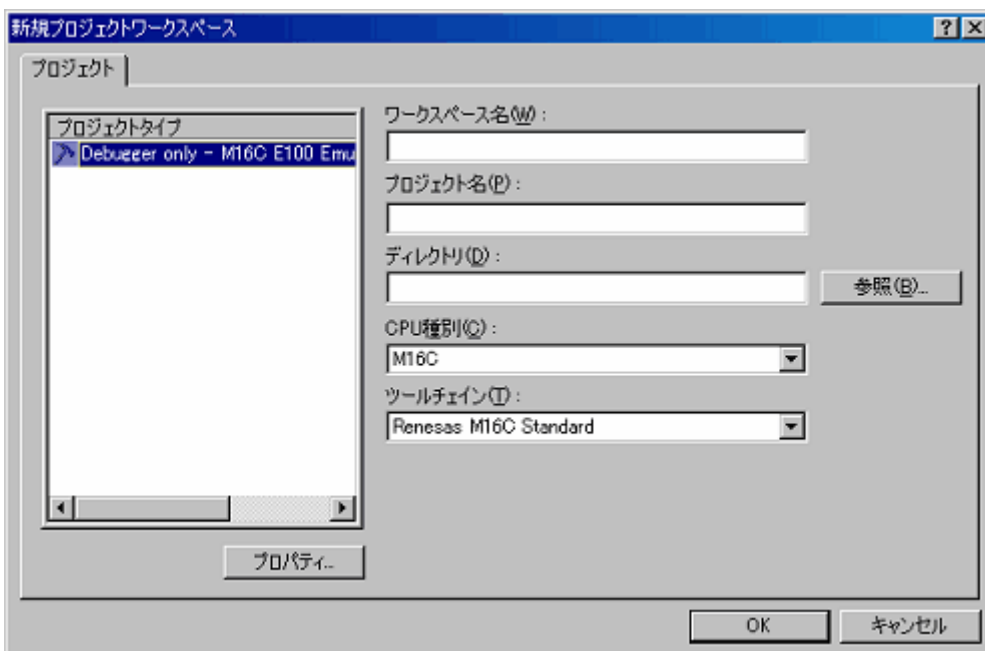 新規プロジェクトワークスペース
プロジェクト
プロジェクトタイプ
Debugger only - M16C E100 Emu
ワークスペース名(W):
プロジェクト名(P):
ディレクトリ(D):
参照(B)...
CPU種別(C):
M16C
ツールチェイン(T):
Renesas M16C Standard
プロパティ...
OK
キャンセル